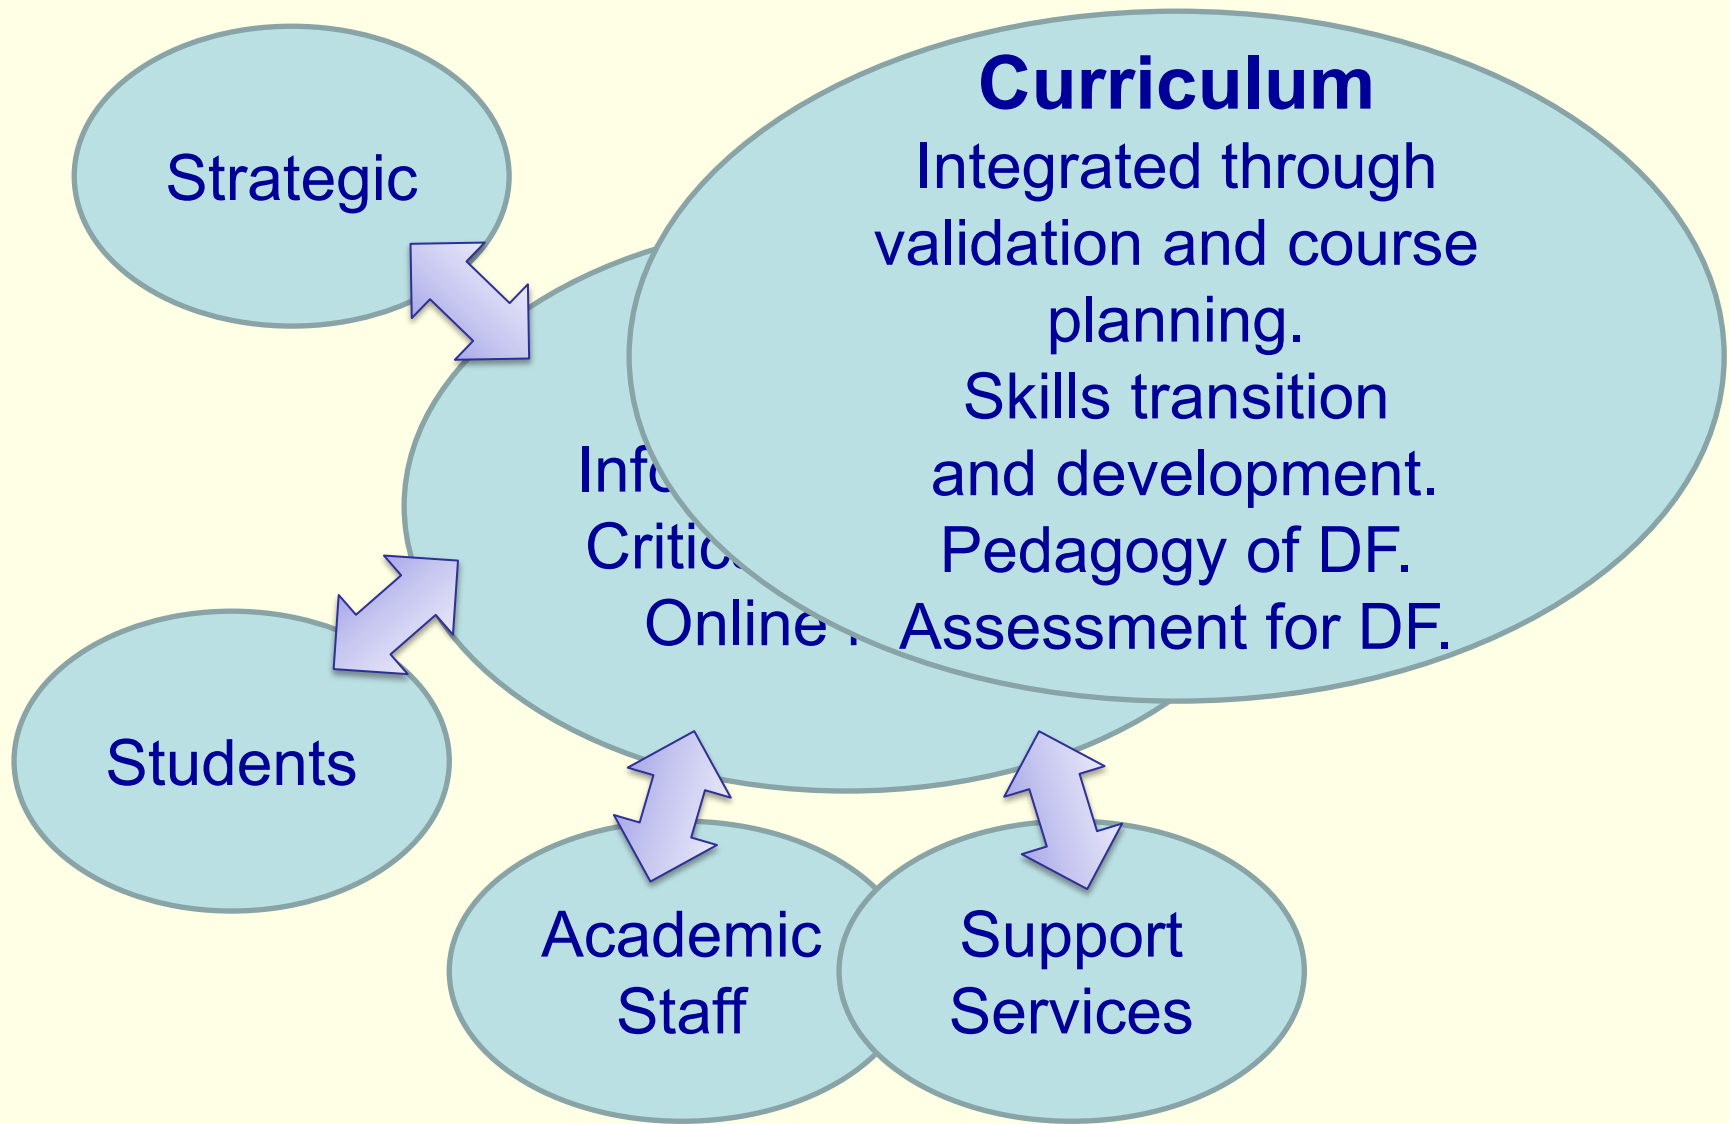 Strategic
Curriculum
Integrated through
validation and course
planning.
Skills transition
and development.
Pedagogy of DF.
Assessment for DF.
Online
Students
Academic
Staff
Support
Services